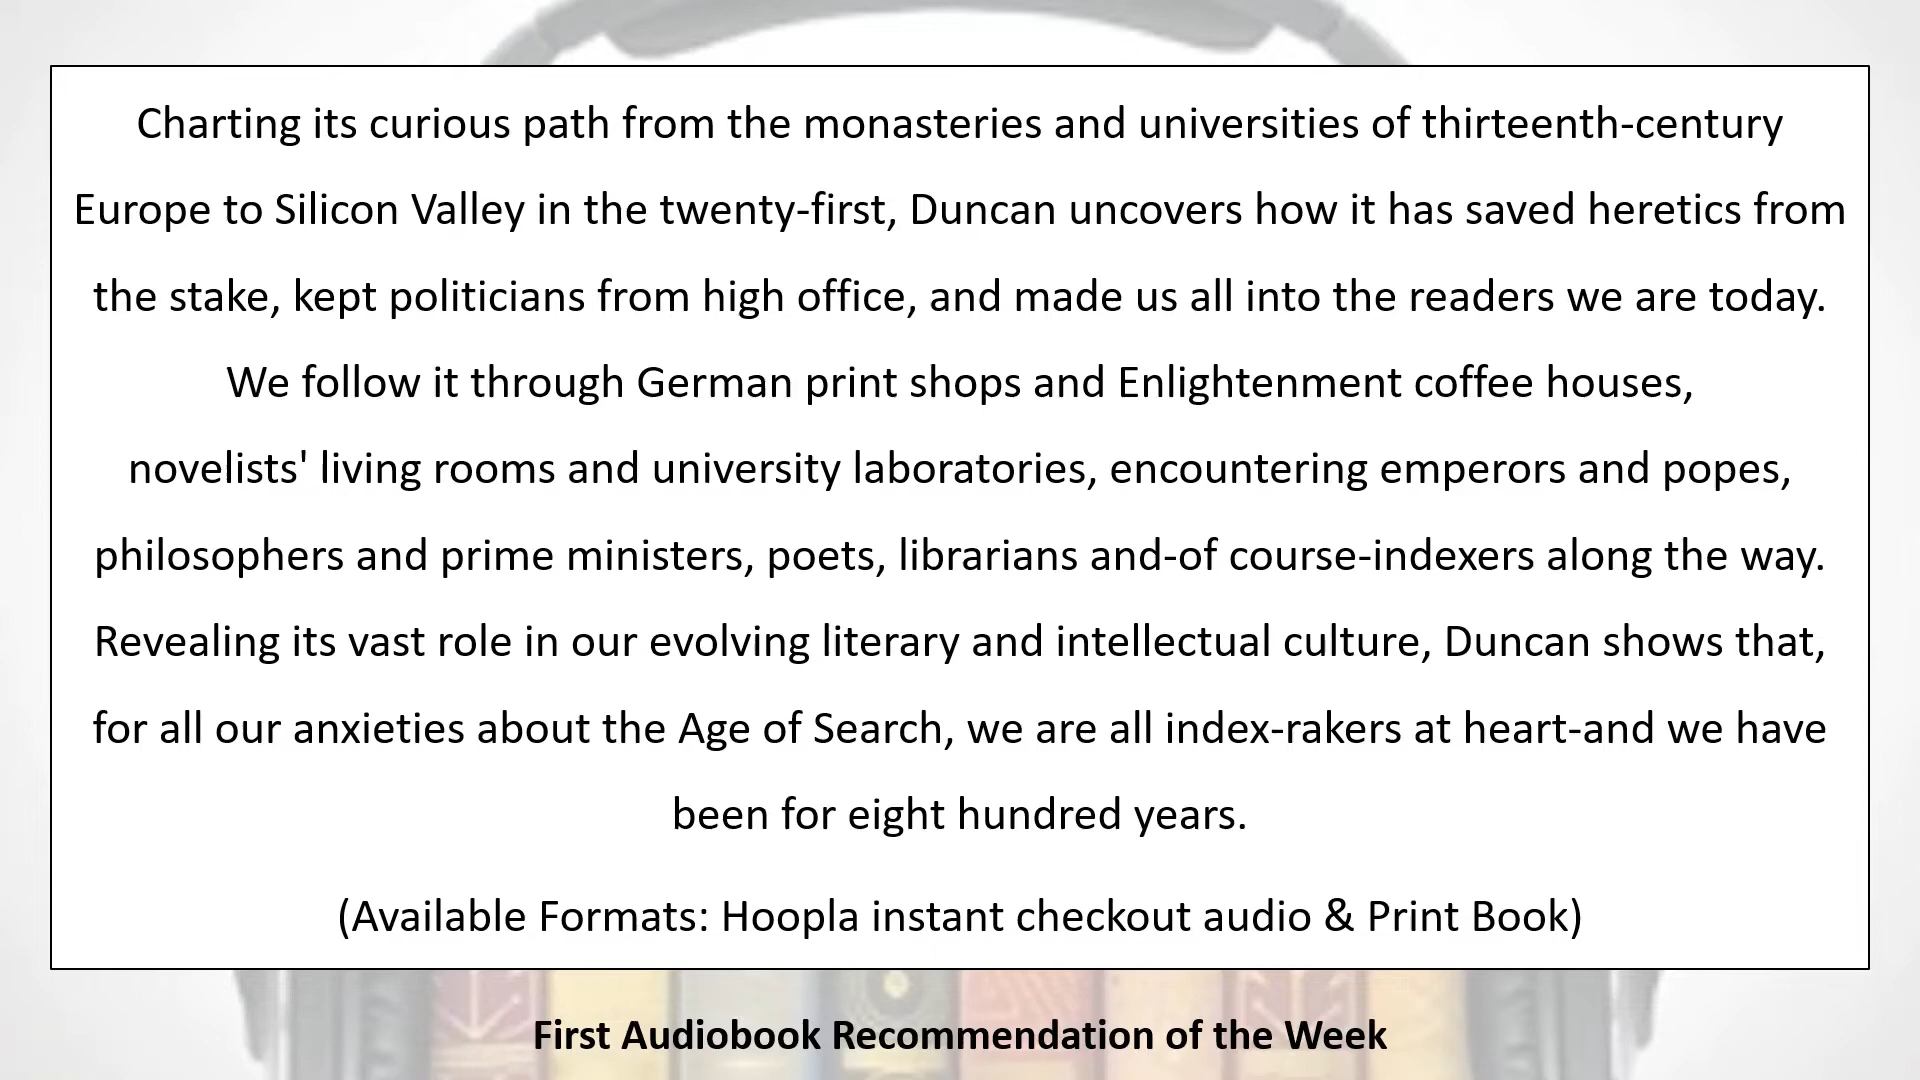 Charting its curious path from the monasteries and universities of thirteenth-century
Europe to Silicon Valley in the twenty-first, Duncan uncovers how it has saved heretics from
the stake, kept politicians from high office, and made us all into the readers we are today.
We follow it through German print shops and Enlightenment coffee houses,
novelists' living rooms and university laboratories, encountering emperors and popes,
philosophers and prime ministers, poets, librarians and-of course-indexers along the way.
Revealing its vast role in our evolving literary and intellectual culture, Duncan shows that,
for all our anxieties about the Age of Search, we are all index-rakers at heart-and we have
been for eight hundred years.
(Available Formats: Hoopla instant checkout audio & Print Book)
First Audiobook Recommendation of the Week